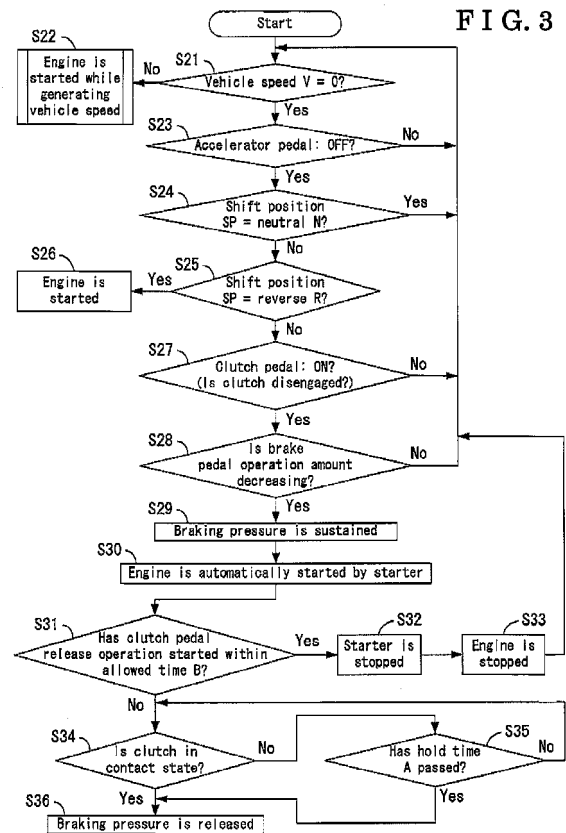 FIG. 3
Start
S21
Vehicle speed V = 0?
No
Yes
S22
Engine is
started while
generating
vehicle speed
S23
Accelerator pedal: OFF?
No
Yes
S24
Shift position
SP = neutral N?
Yes
No
S25
Shift position
SP = reverse R?
Yes
No
S26
Engine is
started
S27
Clutch pedal: ON?
(Is clutch disengaged?)
No
Yes
S28
Is brake
pedal operation amount
decreasing?
No
Yes
S29
Braking pressure is sustained
S30
Engine is automatically started by starter
S31
Has clutch pedal
release operation started within
allowed time B?
Yes
No
S32
Starter is
stopped
S33
Engine is
stopped
S34
Is clutch in
contact state?
No
Yes
S35
Has hold time
A passed?
No
Yes
S36
Braking pressure is released